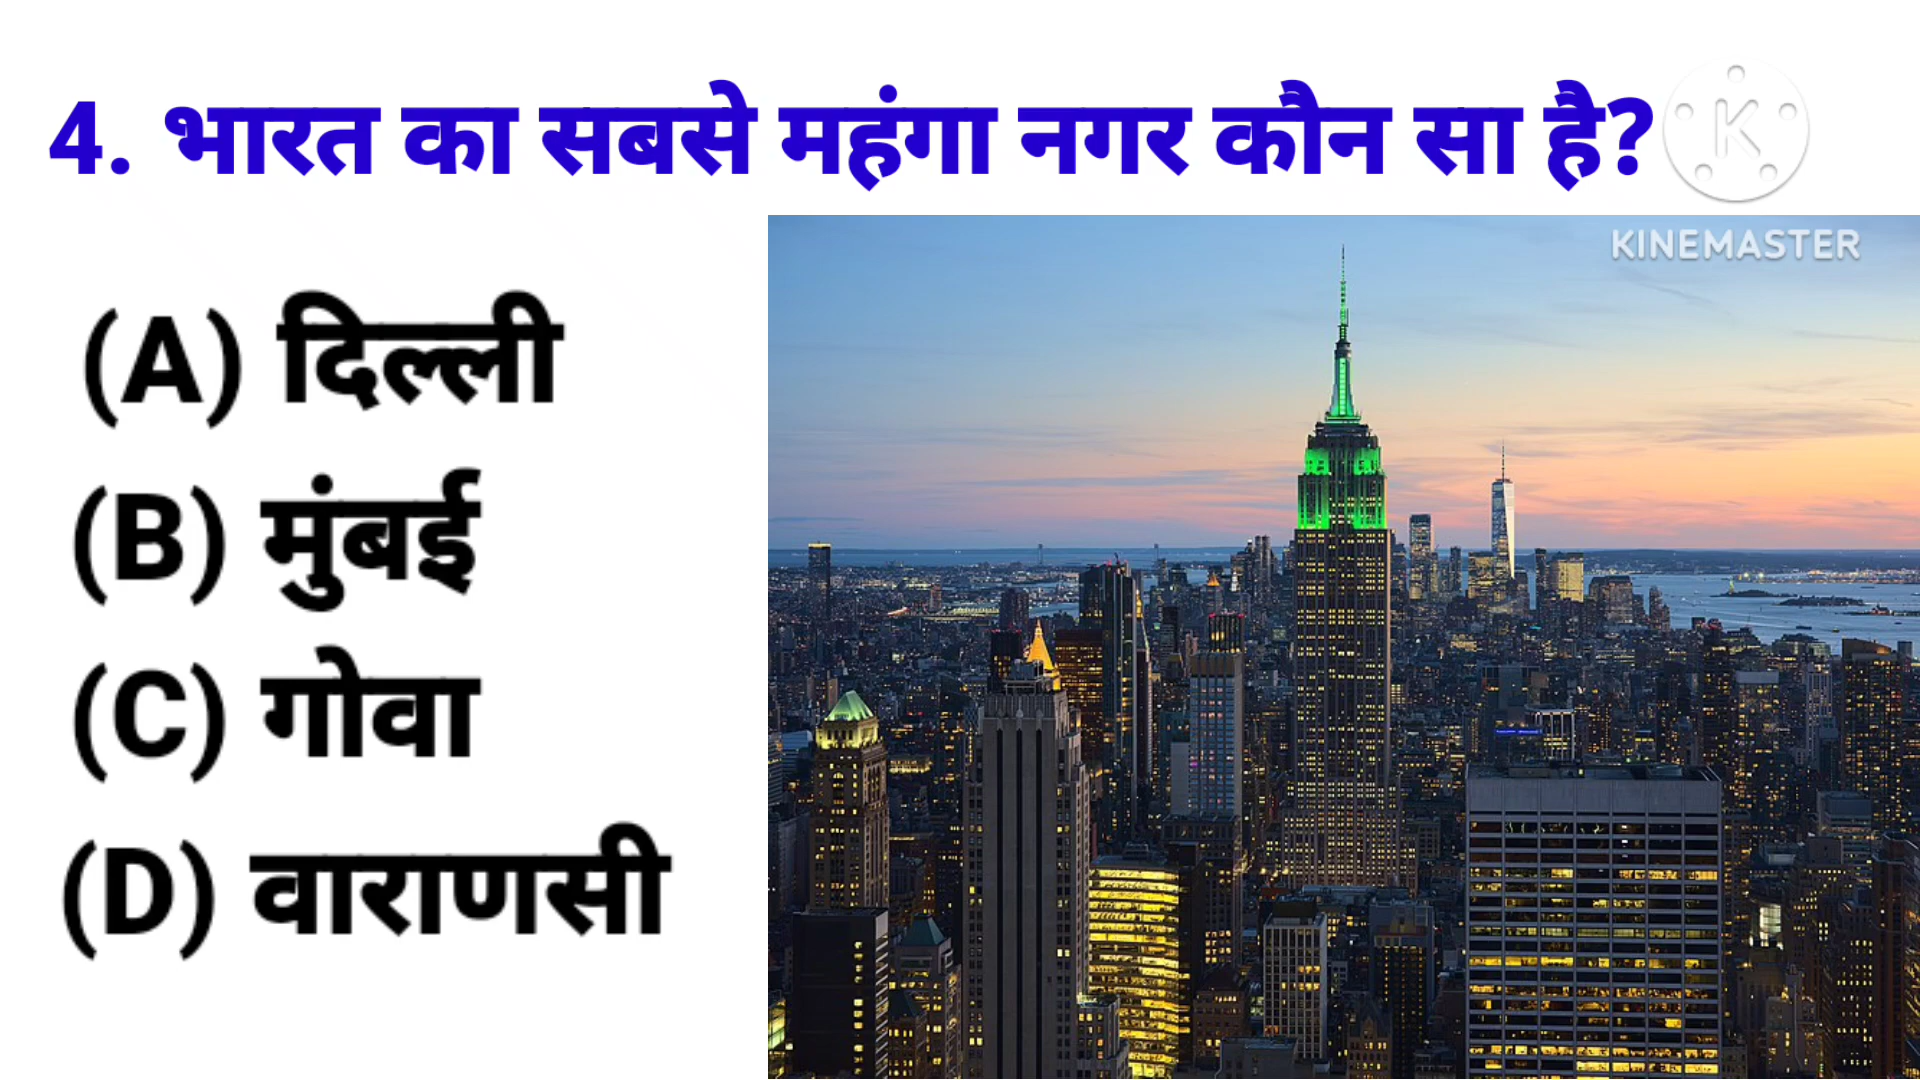 4. भारत का सबसे महंगा नगर कौन सा है?
K
KINEMASTER
(A) दिल्ली
(B) मुंबई
(C) गोवा
(D) वाराणसी